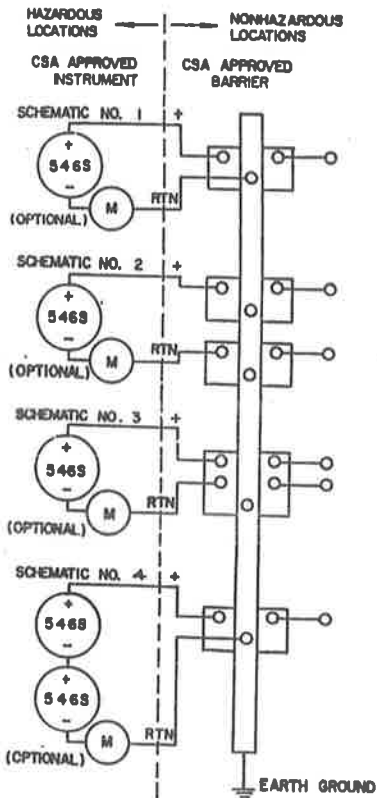 HAZARDOUS LOCATIONS
NONHAZARDOUS LOCATIONS
CSA APPROVED INSTRUMENT
CSA APPROVED BARRIER
SCHEMATIC NO. 1 +
+
546S
-
M
RTN
(OPTIONAL)
SCHEMATIC NO. 2 +
+
546S
-
M
RTN
(OPTIONAL)
SCHEMATIC NO. 3 +
+
546S
-
M
RTN
(OPTIONAL)
SCHEMATIC NO. 4 +
+
546S
-
+
546S
-
M
RTN
(OPTIONAL)
EARTH GROUND